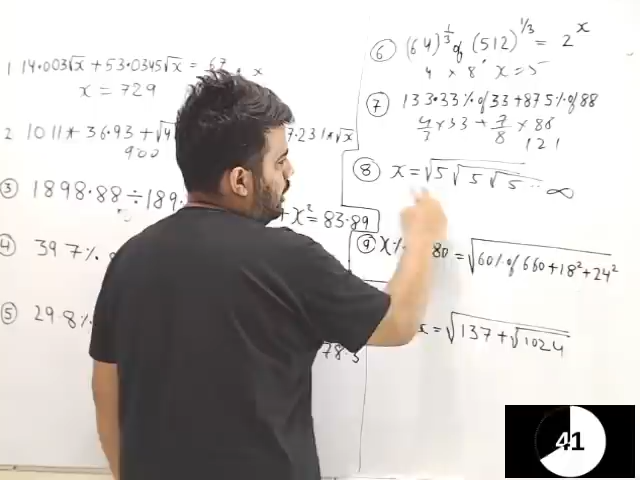 1 14.003√x + 53.0345√x = 67. x
x = 729
2 1011* 36.93 + √4 7.231*√x
900
③ 1898.88 ÷ 189. + x² = 83.89
④ 397%
⑤ 29.8% 78.3
⑥ (64)^1/3 of (512)^1/3 = 2^x
4 × 8 x = 5
⑦ 133.33% of 33 + 87.5% of 88
4/3 × 33 + 7/8 × 88
121
⑧ x = √5√5√5 ... ∞
⑨ x% 80 = √60% of 660 + 18² + 24²
x = √137 + √1024
41